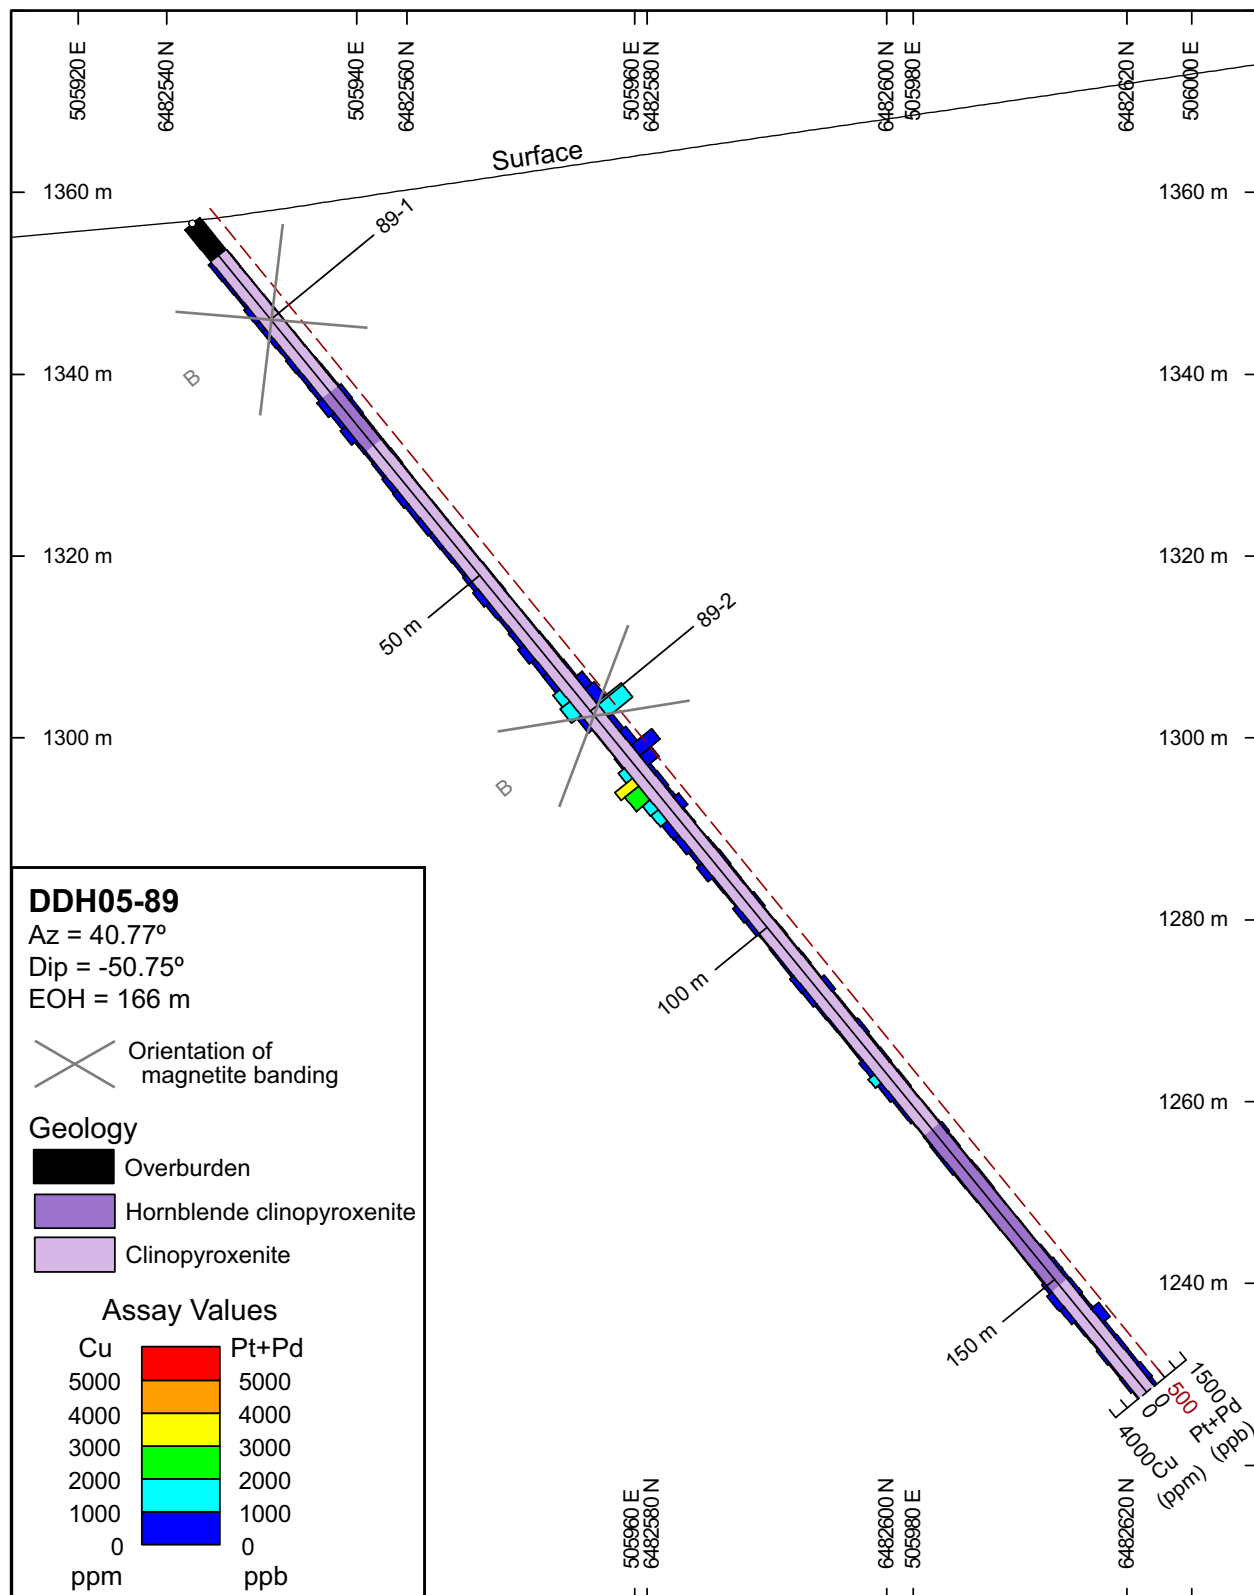 505920 E
6482540 N
505940 E
6482560 N
505960 E
6482580 N
6482600 N
505980 E
6482620 N
506000 E
Surface
1360 m
1360 m
89-1
1340 m
1340 m
B
1320 m
1320 m
50 m
89-2
1300 m
1300 m
B
1280 m
1280 m
100 m
1260 m
1240 m
150 m
0
0
500
1500
Pt+Pd
(ppb)
4000
Cu
(ppm)
DDH05-89
Az = 40.77º
Dip = -50.75º
EOH = 166 m
Orientation of
magnetite banding
Geology
Overburden
Hornblende clinopyroxenite
Clinopyroxenite
Assay Values
Cu Pt+Pd
5000 5000
4000 4000
3000 3000
2000 2000
1000 1000
0 0
ppm ppb
505960 E
6482580 N
6482600 N
505980 E
6482620 N